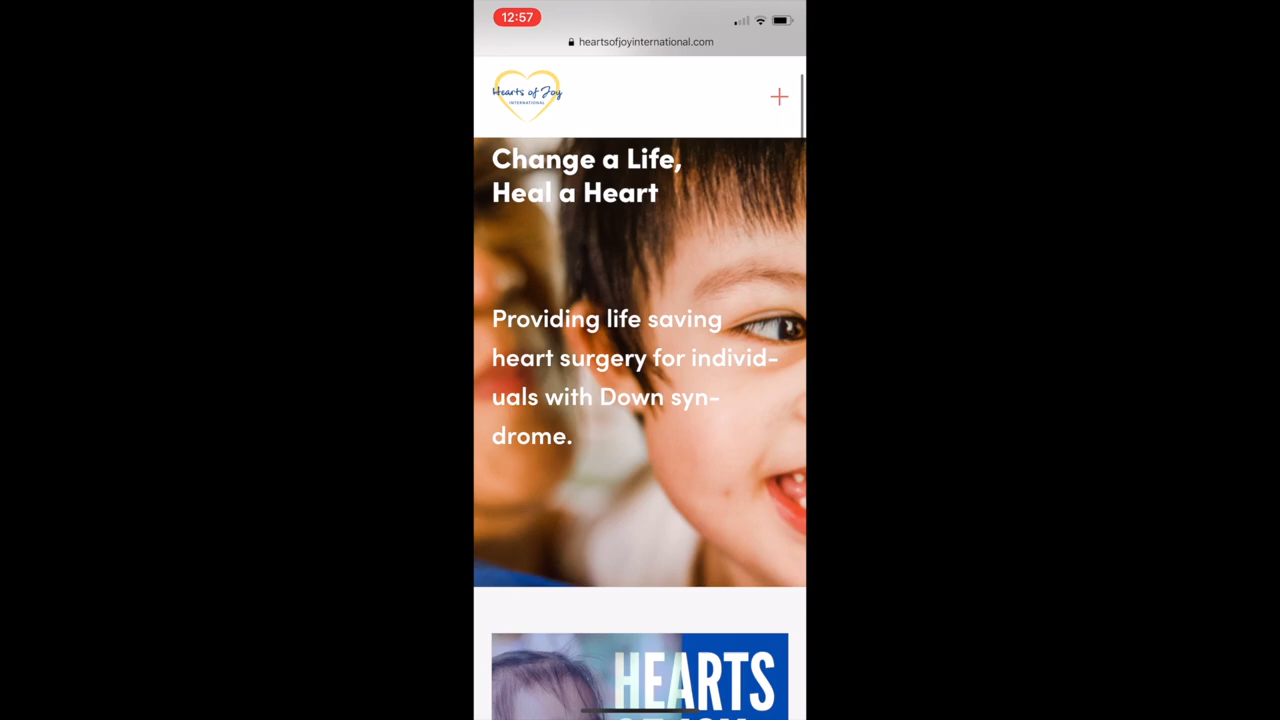 12:57
heartsofjoyinternational.com
Hearts of Joy
INTERNATIONAL
Change a Life,
Heal a Heart
Providing life saving
heart surgery for individ-
uals with Down syn-
drome.
HEARTS